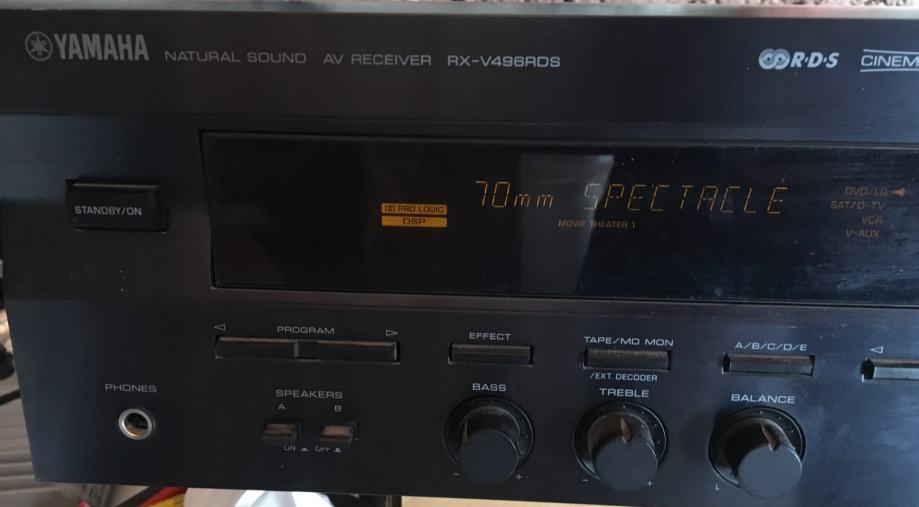 YAMAHA NATURAL SOUND AV RECEIVER RX-V496RDS R·D·S CINEM
STANDBY/ON
PRO LOGIC
DSP
70mm SPECTACLE
MOVIE THEATER 1
DVD/LD
SAT/D-TV
VCR
V-AUX
PROGRAM
EFFECT
TAPE/MD MON
/EXT. DECODER
A/B/C/D/E
PHONES
SPEAKERS
A B
ON OFF
BASS
- +
TREBLE
- +
BALANCE
L